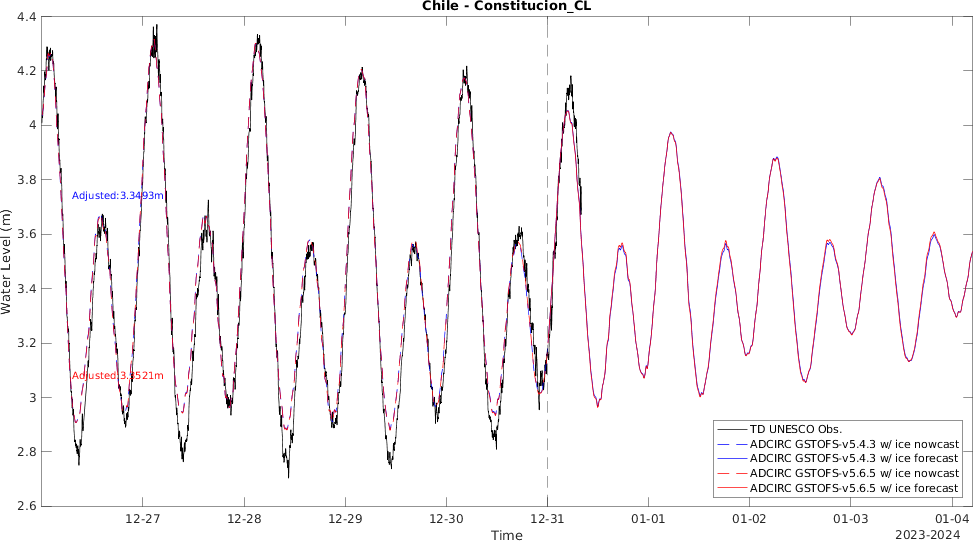 Chile - Constitucion_CL
Water Level (m)
4.4
4.2
4
3.8
3.6
3.4
3.2
3
2.8
2.6
Adjusted:3.3493m
Adjusted:3.3521m
TD UNESCO Obs.
ADCIRC GSTOFS-v5.4.3 w/ ice nowcast
ADCIRC GSTOFS-v5.4.3 w/ ice forecast
ADCIRC GSTOFS-v5.6.5 w/ ice nowcast
ADCIRC GSTOFS-v5.6.5 w/ ice forecast
12-27 12-28 12-29 12-30 12-31 01-01 01-02 01-03 01-04
Time
2023-2024